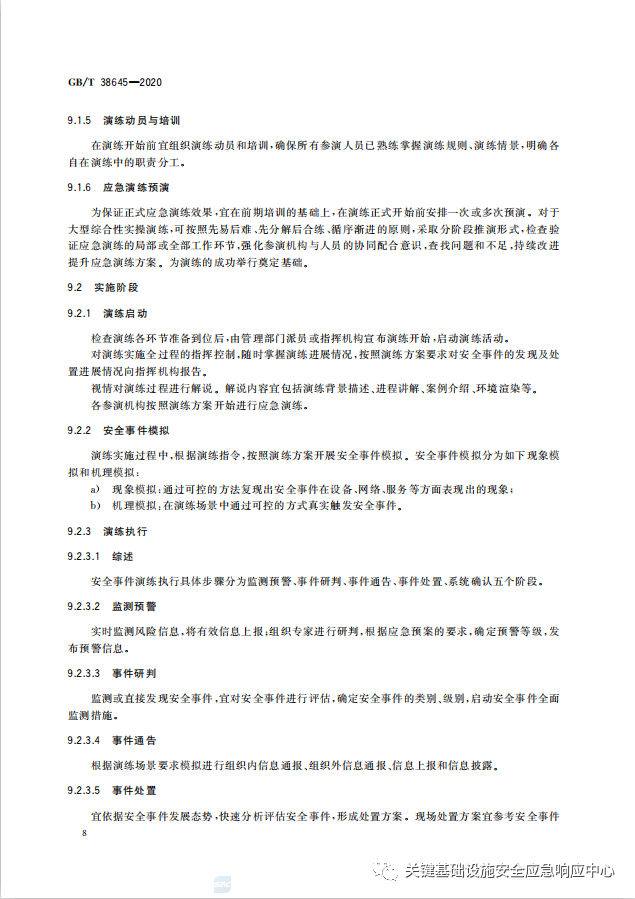 GB/T 38645—2020
9.1.5 演练动员与培训
在演练开始前宜组织演练动员和培训,确保所有参演人员已熟练掌握演练规则、演练情景,明确各
自在演练中的职责分工。
9.1.6 应急演练预演
为保证正式应急演练效果,宜在前期培训的基础上,在演练正式开始前安排一次或多次预演。对于
大型综合性实操演练,可按照先易后难、先分解后合练、循序渐进的原则,采取分阶段推演形式,检查验
证应急演练的局部或全部工作环节,强化参演机构与人员的协同配合意识,查找问题和不足,持续改进
提升应急演练方案。为演练的成功举行奠定基础。
9.2 实施阶段
9.2.1 演练启动
检查演练各环节准备到位后,由管理部门派员或指挥机构宣布演练开始,启动演练活动。
对演练实施全过程的指挥控制,随时掌握演练进展情况,按照演练方案要求对安全事件的发现及处
置进展情况向指挥机构报告。
视情对演练过程进行解说。解说内容宜包括演练背景描述、进程讲解、案例介绍、环境渲染等。
各参演机构按照演练方案开始进行应急演练。
9.2.2 安全事件模拟
演练实施过程中,根据演练指令,按照演练方案开展安全事件模拟。安全事件模拟分为如下现象模
拟和机理模拟:
a) 现象模拟:通过可控的方法复现出安全事件在设备、网络、服务等方面表现出的现象;
b) 机理模拟:在演练场景中通过可控的方式真实触发安全事件。
9.2.3 演练执行
9.2.3.1 综述
安全事件演练执行具体步骤分为监测预警、事件研判、事件通告、事件处置、系统确认五个阶段。
9.2.3.2 监测预警
实时监测风险信息,将有效信息上报;组织专家进行研判,根据应急预案的要求,确定预警等级,发
布预警信息。
9.2.3.3 事件研判
监测或直接发现安全事件,宜对安全事件进行评估,确定安全事件的类别、级别,启动安全事件全面
监测措施。
9.2.3.4 事件通告
根据演练场景要求模拟进行组织内信息通报、组织外信息通报、信息上报和信息披露。
9.2.3.5 事件处置
宜依据安全事件发展态势,快速分析评估安全事件,形成处置方案。现场处置方案宜参考安全事件
8
关键基础设施安全应急响应中心